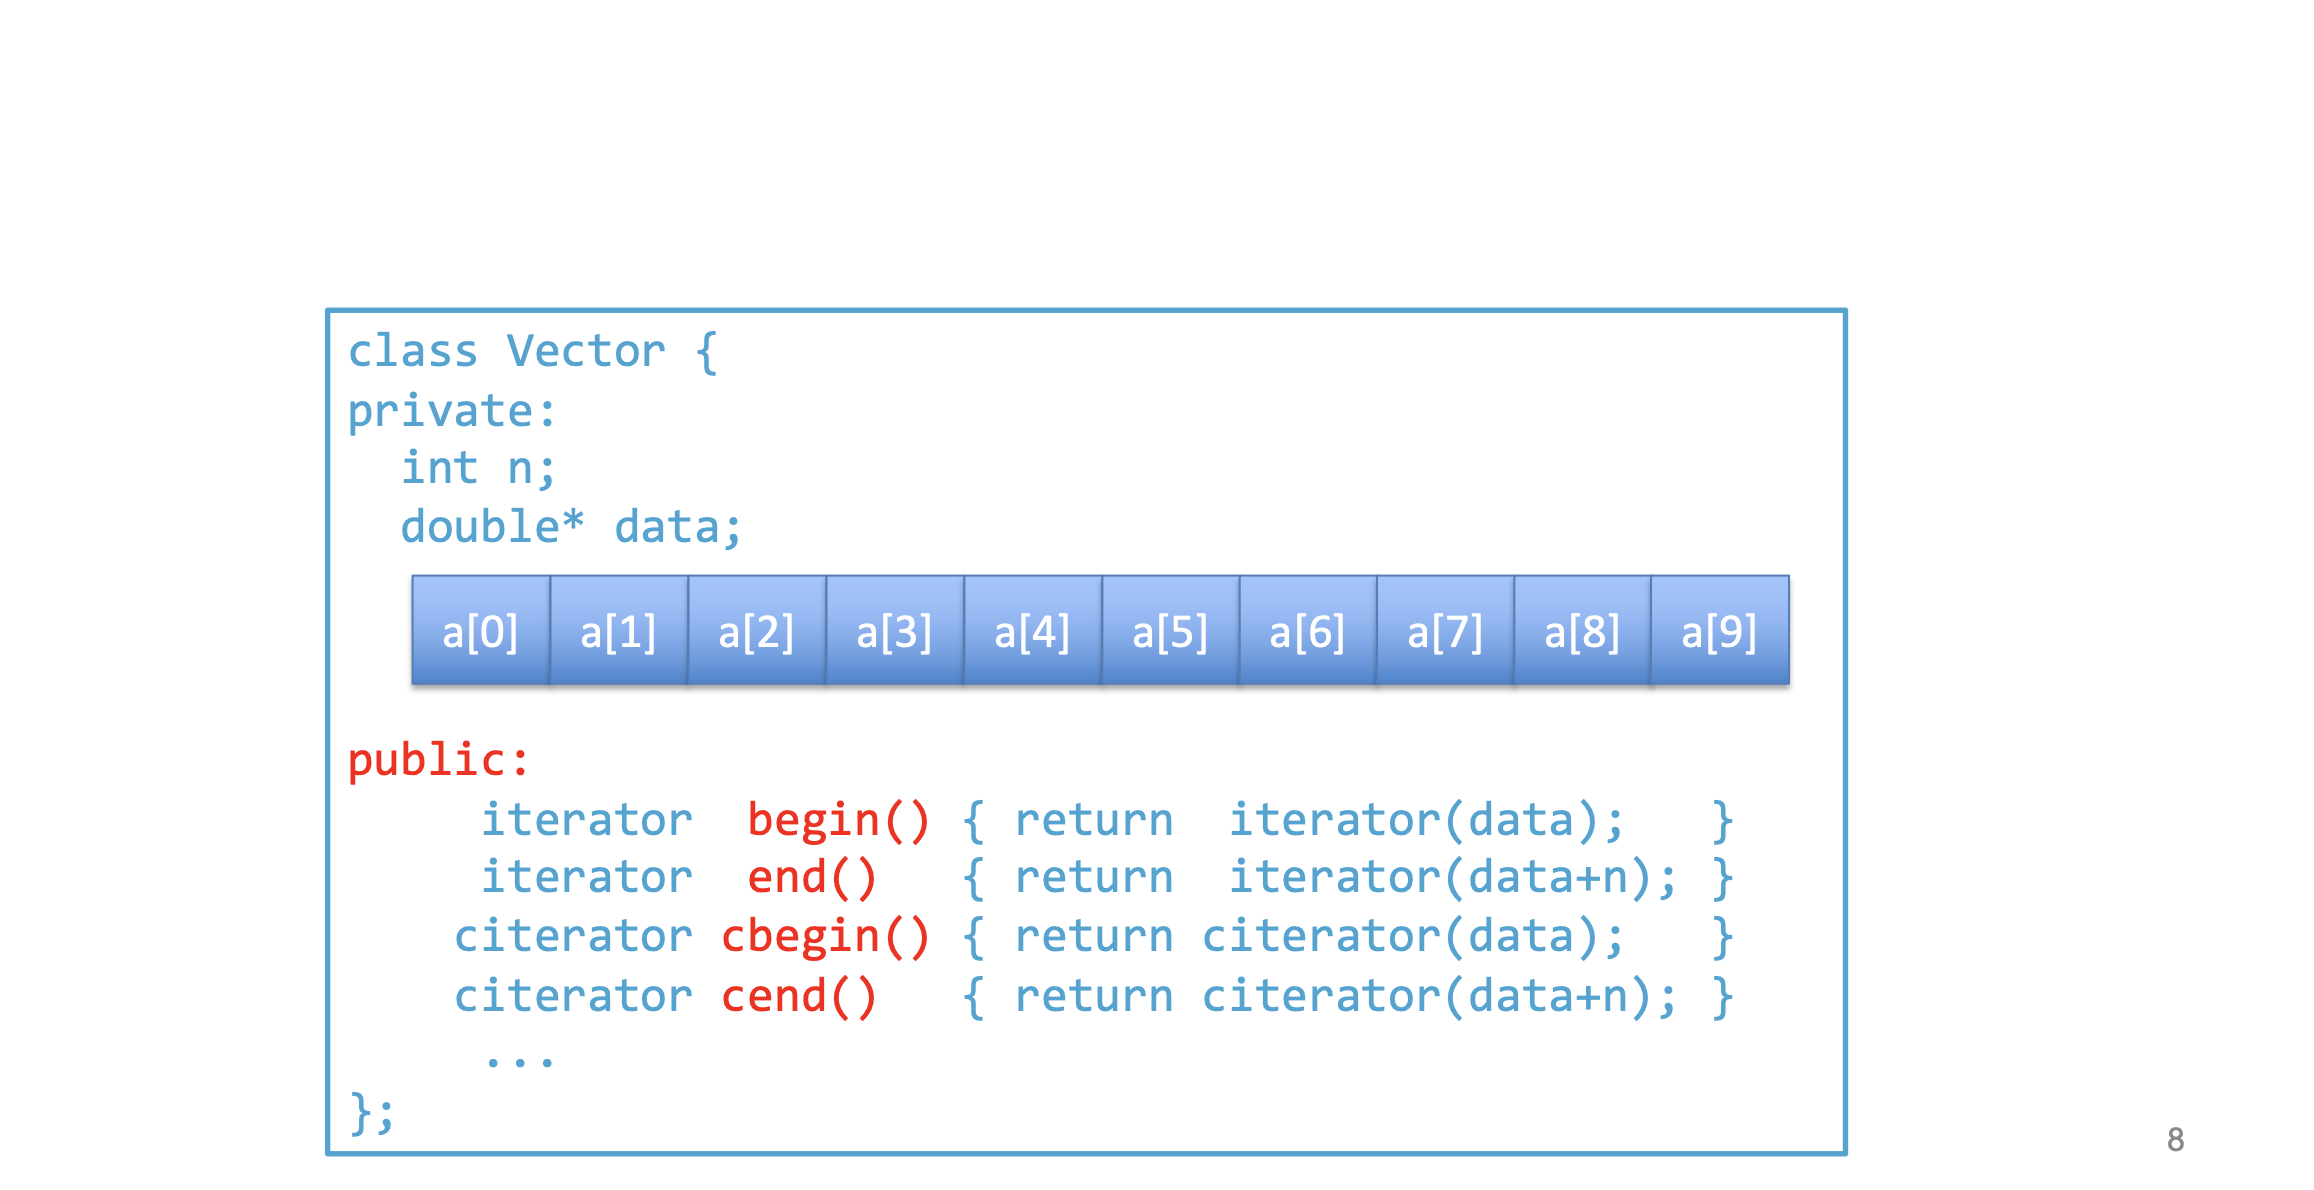 class Vector {
private:
  int n;
  double* data;
a[0] a[1] a[2] a[3] a[4] a[5] a[6] a[7] a[8] a[9]
public:
     iterator  begin() { return  iterator(data);   }
     iterator  end()   { return  iterator(data+n); }
    citerator cbegin() { return citerator(data);   }
    citerator cend()   { return citerator(data+n); }
     ...
};
8